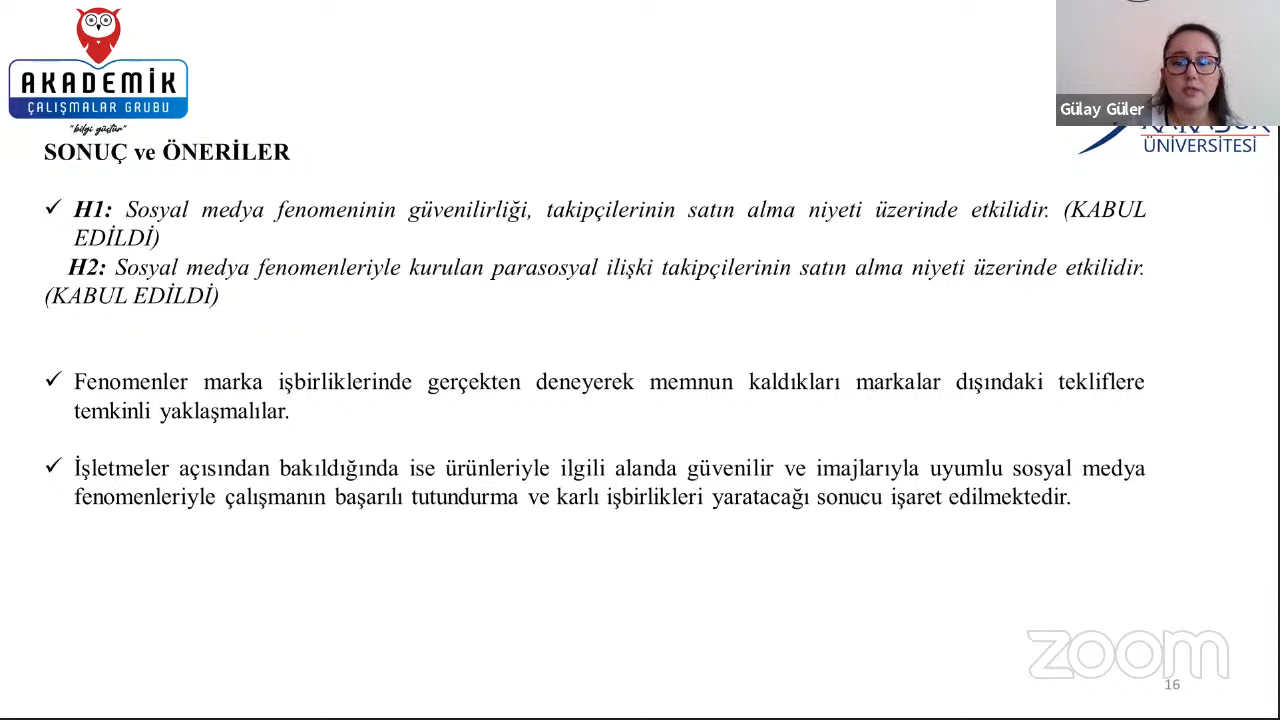 AKADEMİK
ÇALIŞMALAR GRUBU
"bilgi güçtür"
Gülay Güler
ÜNİVERSİTESİ
SONUÇ ve ÖNERİLER
✓ H1: Sosyal medya fenomeninin güvenilirliği, takipçilerinin satın alma niyeti üzerinde etkilidir. (KABUL
EDİLDİ)
H2: Sosyal medya fenomenleriyle kurulan parasosyal ilişki takipçilerinin satın alma niyeti üzerinde etkilidir.
(KABUL EDİLDİ)
✓ Fenomenler marka işbirliklerinde gerçekten deneyerek memnun kaldıkları markalar dışındaki tekliflere
temkinli yaklaşmalılar.
✓ İşletmeler açısından bakıldığında ise ürünleriyle ilgili alanda güvenilir ve imajlarıyla uyumlu sosyal medya
fenomenleriyle çalışmanın başarılı tutundurma ve karlı işbirlikleri yaratacağı sonucu işaret edilmektedir.
zoom
16